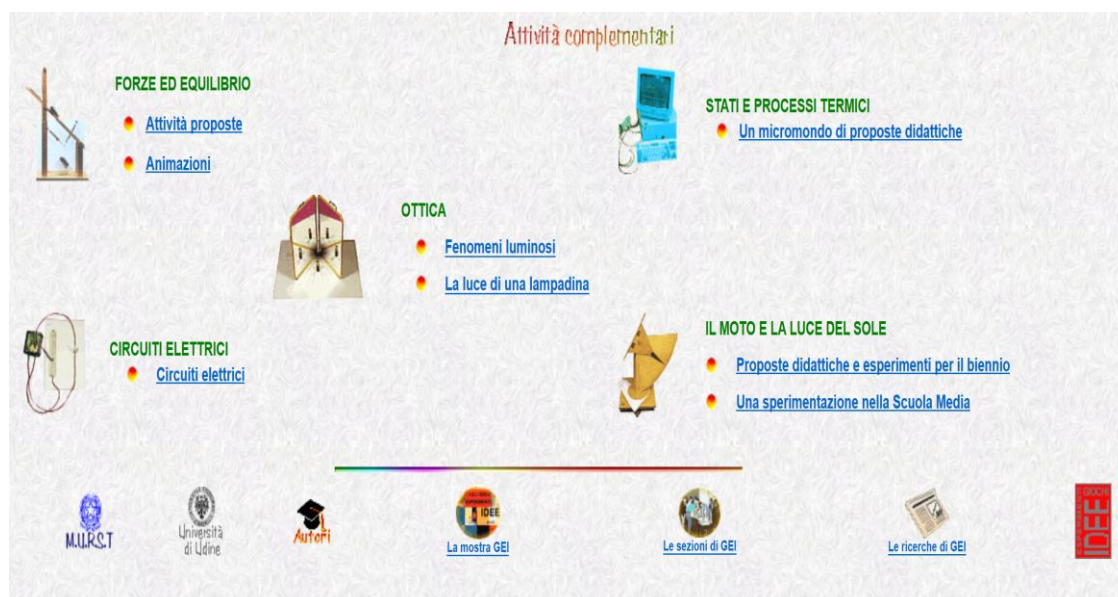 Attività complementari
FORZE ED EQUILIBRIO
Attività proposte
Animazioni
STATI E PROCESSI TERMICI
Un micromondo di proposte didattiche
OTTICA
Fenomeni luminosi
La luce di una lampadina
CIRCUITI ELETTRICI
Circuiti elettrici
IL MOTO E LA LUCE DEL SOLE
Proposte didattiche e esperimenti per il biennio
Una sperimentazione nella Scuola Media
M.U.R.S.T
Università
di Udine
Autori
IDEE
La mostra GEI
Le sezioni di GEI
Le ricerche di GEI
GIOCHI
ESPERIMENTI
IDEE